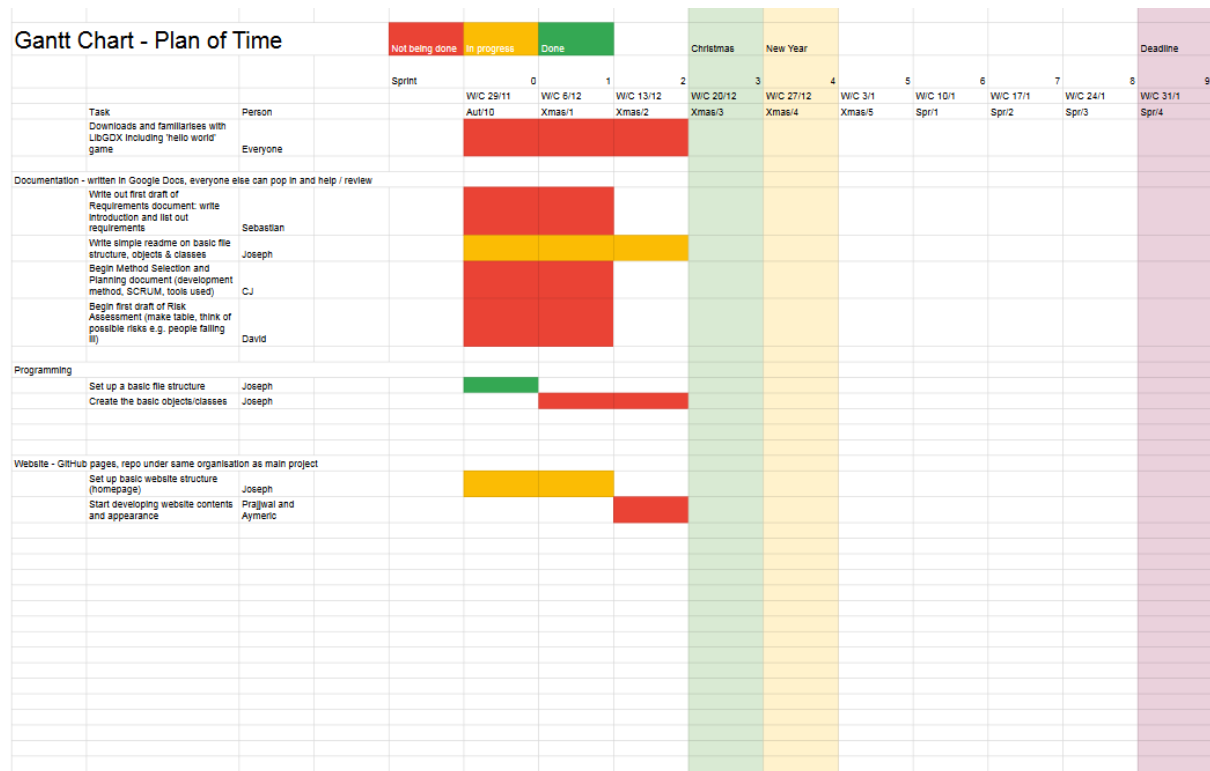 Gantt Chart - Plan of Time
Not being done In progress Done Christmas New Year Deadline
Sprint 0 1 2 3 4 5 6 7 8 9
W/C 29/11 W/C 6/12 W/C 13/12 W/C 20/12 W/C 27/12 W/C 3/1 W/C 10/1 W/C 17/1 W/C 24/1 W/C 31/1
Task Person Aut/10 Xmas/1 Xmas/2 Xmas/3 Xmas/4 Xmas/5 Spr/1 Spr/2 Spr/3 Spr/4
Downloads and familiarises with
LibGDX including 'hello world'
game Everyone
Documentation - written in Google Docs, everyone else can pop in and help / review
Write out first draft of
Requirements document: write
introduction and list out
requirements Sebastian
Write simple readme on basic file
structure, objects & classes Joseph
Begin Method Selection and
Planning document (development
method, SCRUM, tools used) CJ
Begin first draft of Risk
Assessment (make table, think of
possible risks e.g. people falling
ill) David
Programming
Set up a basic file structure Joseph
Create the basic objects/classes Joseph
Website - GitHub pages, repo under same organisation as main project
Set up basic website structure
(homepage) Joseph
Start developing website contents Prajjwal and
and appearance Aymeric